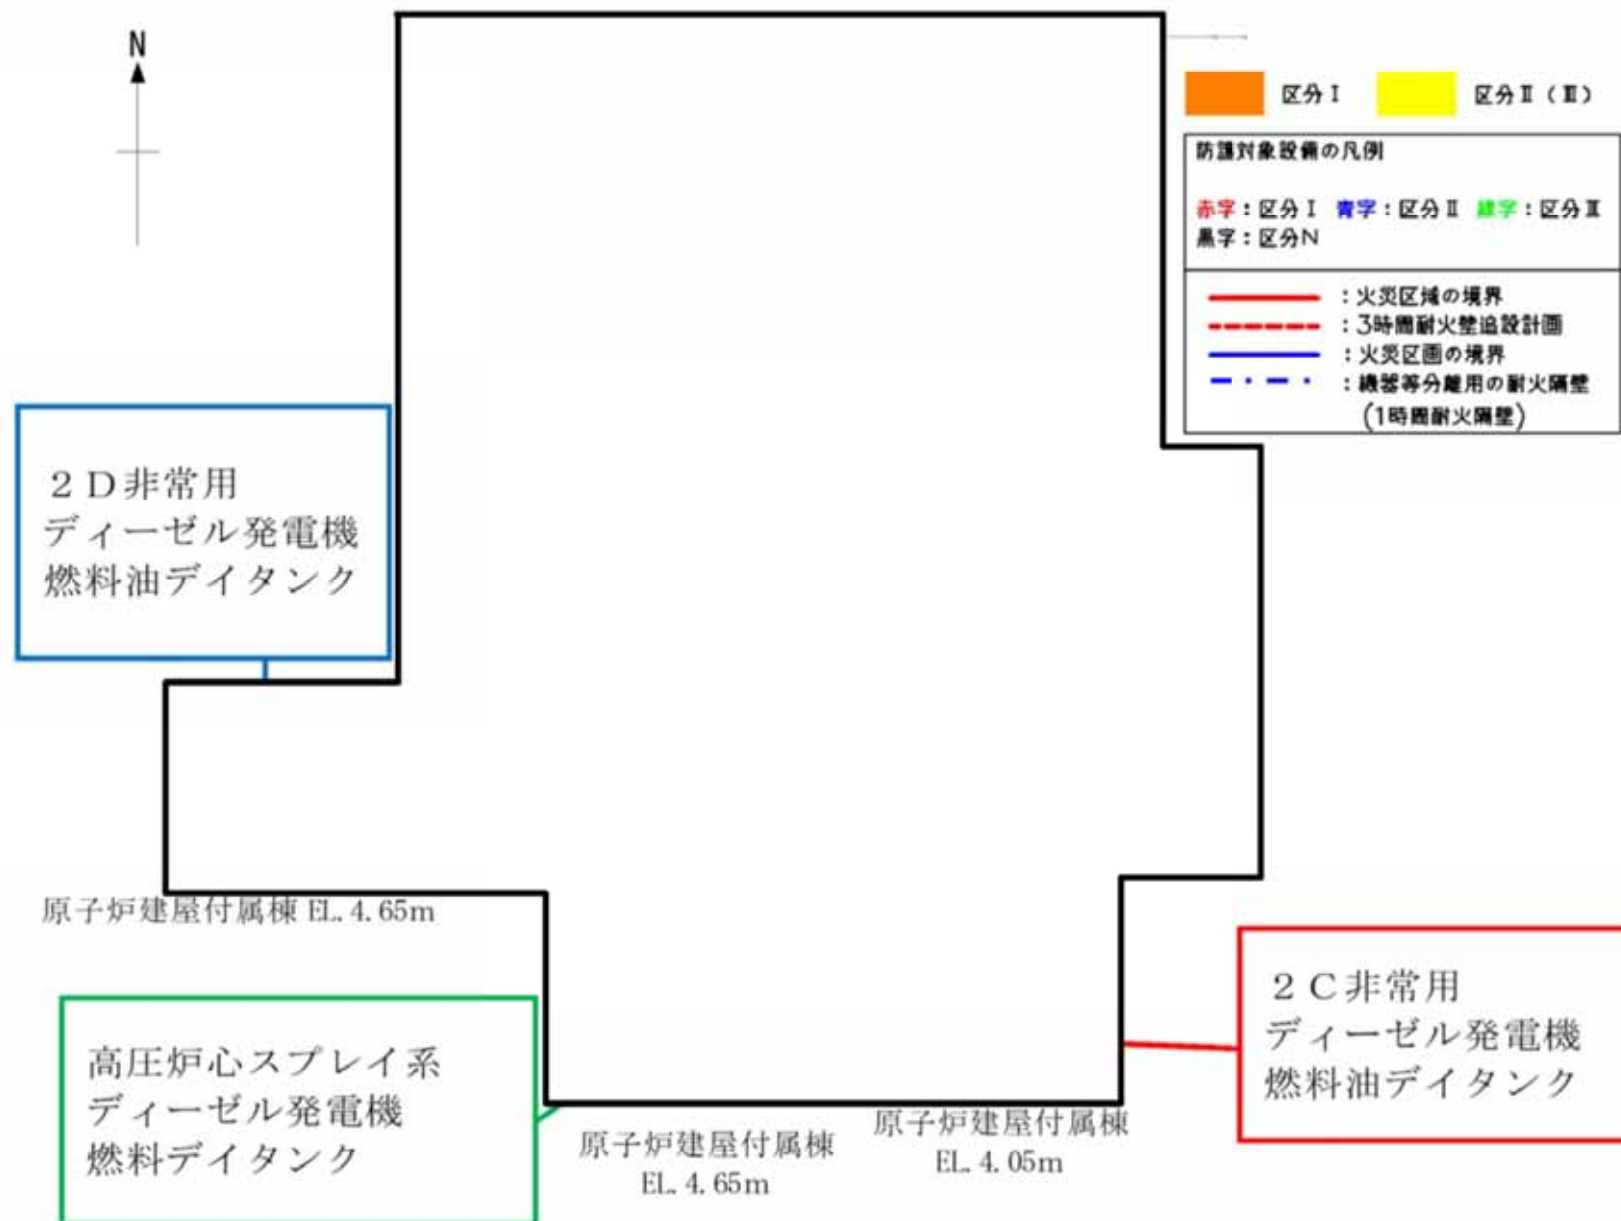 N
区分Ⅰ 区分Ⅱ(Ⅲ)
防護対象設備の凡例
赤字:区分Ⅰ 青字:区分Ⅱ 緑字:区分Ⅲ
黒字:区分N
:火災区域の境界
:3時間耐火壁追設計画
:火災区画の境界
:機器等分離用の耐火隔壁
(1時間耐火隔壁)
2D非常用
ディーゼル発電機
燃料油デイタンク
原子炉建屋付属棟 EL. 4.65m
高圧炉心スプレイ系
ディーゼル発電機
燃料デイタンク
原子炉建屋付属棟
EL. 4.65m
原子炉建屋付属棟
EL. 4.05m
2C非常用
ディーゼル発電機
燃料油デイタンク